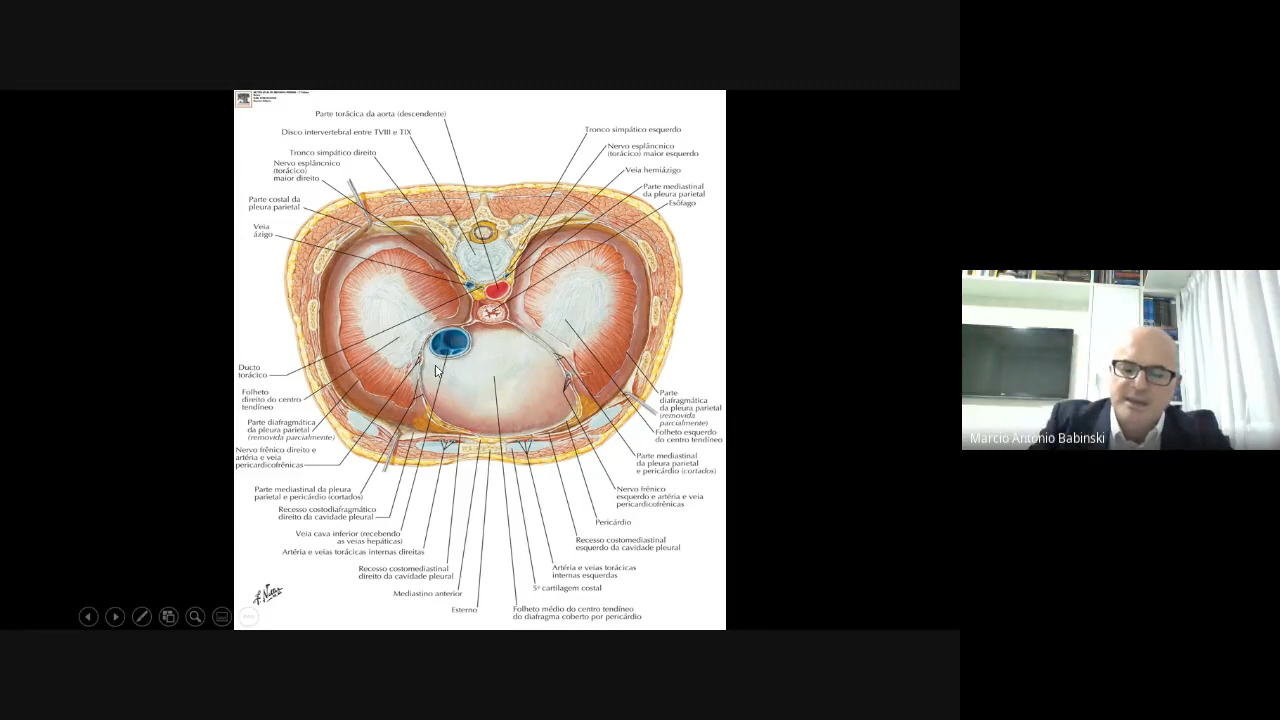 Parte torácica da aorta (descendente)
Disco intervertebral entre TVIII e TIX
Tronco simpático direito
Nervo esplâncnico
(torácico)
maior direito
Parte costal da
pleura parietal
Veia
ázigo
Tronco simpático esquerdo
Nervo esplâncnico
(torácico) maior esquerdo
Veia hemiázigo
Parte mediastinal
da pleura parietal
Esôfago
Ducto
torácico
Folheto
direito do centro
tendíneo
Parte diafragmática
da pleura parietal
(removida parcialmente)
Nervo frênico direito e
artéria e veia
pericardicofrênicas
Parte mediastinal da pleura
parietal e pericárdio (cortados)
Recesso costodiafragmático
direito da cavidade pleural
Veia cava inferior (recebendo
as veias hepáticas)
Artéria e veias torácicas internas direitas
Recesso costomediastinal
direito da cavidade pleural
Mediastino anterior
Esterno
Parte
diafragmática
da pleura parietal
(removida
parcialmente)
Folheto esquerdo
do centro tendíneo
Parte mediastinal
da pleura parietal
e pericárdio (cortados)
Nervo frênico
esquerdo e artéria e veia
pericardicofrênicas
Pericárdio
Recesso costomediastinal
esquerdo da cavidade pleural
Artéria e veias torácicas
internas esquerdas
5ª cartilagem costal
Folheto médio do centro tendíneo
do diafragma coberto por pericárdio
Marcio Antonio Babinski